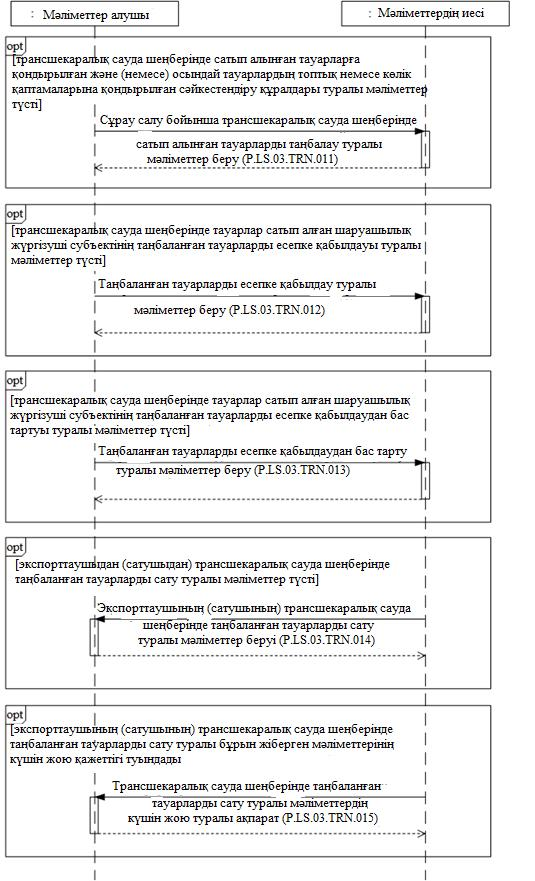 : Мәліметтер алушы
: Мәліметтердің иесі
opt
[трансшекаралық сауда шеңберінде сатып алынған тауарларға
қондырылған және (немесе) осындай тауарлардың топтық немесе көлік
қаптамаларына қондырылған сәйкестендіру құралдары туралы мәліметтер
түсті]
Сұрау салу бойынша трансшекаралық сауда шеңберінде
сатып алынған тауарларды таңбалау туралы
мәліметтер беру (P.LS.03.TRN.011)
opt
[трансшекаралық сауда шеңберінде тауарлар сатып алған шаруашылық
жүргізуші субъектінің таңбаланған тауарларды есепке қабылдауы туралы
мәліметтер түсті]
Таңбаланған тауарларды есепке қабылдау туралы
мәліметтер беру (P.LS.03.TRN.012)
opt
[трансшекаралық сауда шеңберінде тауарлар сатып алған шаруашылық
жүргізуші субъектінің таңбаланған тауарларды есепке қабылдаудан бас
тартуы туралы мәліметтер түсті]
Таңбаланған тауарларды есепке қабылдаудан бас тарту
туралы мәліметтер беру (P.LS.03.TRN.013)
opt
[экспорттаушыдан (сатушыдан) трансшекаралық сауда шеңберінде
таңбаланған тауарларды сату туралы мәліметтер түсті]
Экспорттаушының (сатушының) трансшекаралық сауда
шеңберінде таңбаланған тауарларды сату
туралы мәліметтер беруі (P.LS.03.TRN.014)
opt
[экспорттаушының (сатушының) трансшекаралық сауда шеңберінде
таңбаланған тауарларды сату туралы бұрын жіберген мәліметтерінің
күшін жою қажеттігі туындады
Трансшекаралық сауда шеңберінде таңбаланған
тауарларды сату туралы мәліметтердің
күшін жою туралы ақпарат (P.LS.03.TRN.015)